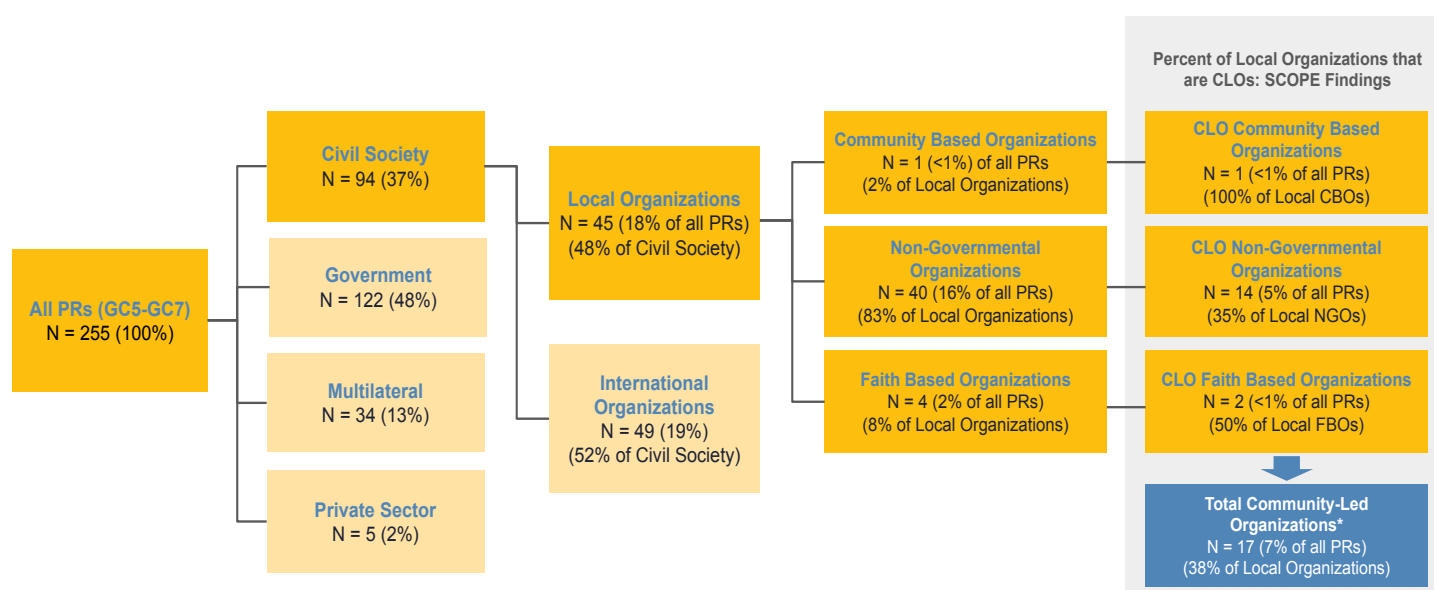 Percent of Local Organizations that
are CLOs: SCOPE Findings
All PRs (GC5-GC7)
N = 255 (100%)
Civil Society
N = 94 (37%)
Government
N = 122 (48%)
Multilateral
N = 34 (13%)
Private Sector
N = 5 (2%)
Local Organizations
N = 45 (18% of all PRs)
(48% of Civil Society)
International
Organizations
N = 49 (19%)
(52% of Civil Society)
Community Based Organizations
N = 1 (<1%) of all PRs
(2% of Local Organizations)
Non-Governmental
Organizations
N = 40 (16% of all PRs)
(83% of Local Organizations)
Faith Based Organizations
N = 4 (2% of all PRs)
(8% of Local Organizations)
CLO Community Based
Organizations
N = 1 (<1% of all PRs)
(100% of Local CBOs)
CLO Non-Governmental
Organizations
N = 14 (5% of all PRs)
(35% of Local NGOs)
CLO Faith Based Organizations
N = 2 (<1% of all PRs)
(50% of Local FBOs)
Total Community-Led
Organizations*
N = 17 (7% of all PRs)
(38% of Local Organizations)